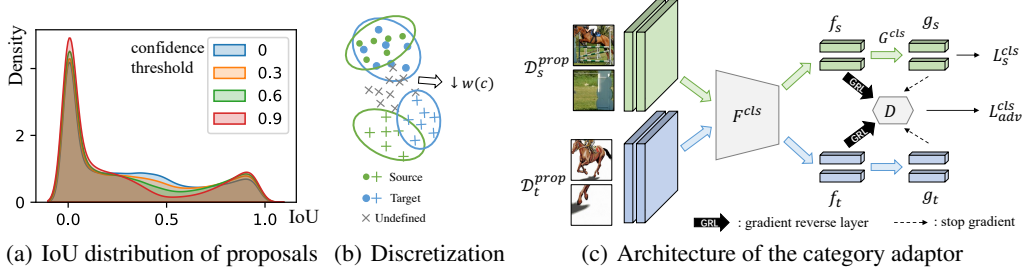 Density
4
2
0
confidence
threshold
0
0.3
0.6
0.9
0.0 0.5 1.0 IoU
(a) IoU distribution of proposals
↓w(c)
Source
Target
Undefined
(b) Discretization
D_s^{prop}
D_t^{prop}
F^{cls}
f_s G^{cls} g_s
GRL
D
GRL
f_t g_t
L_s^{cls}
L_{adv}^{cls}
GRL : gradient reverse layer : stop gradient
(c) Architecture of the category adaptor